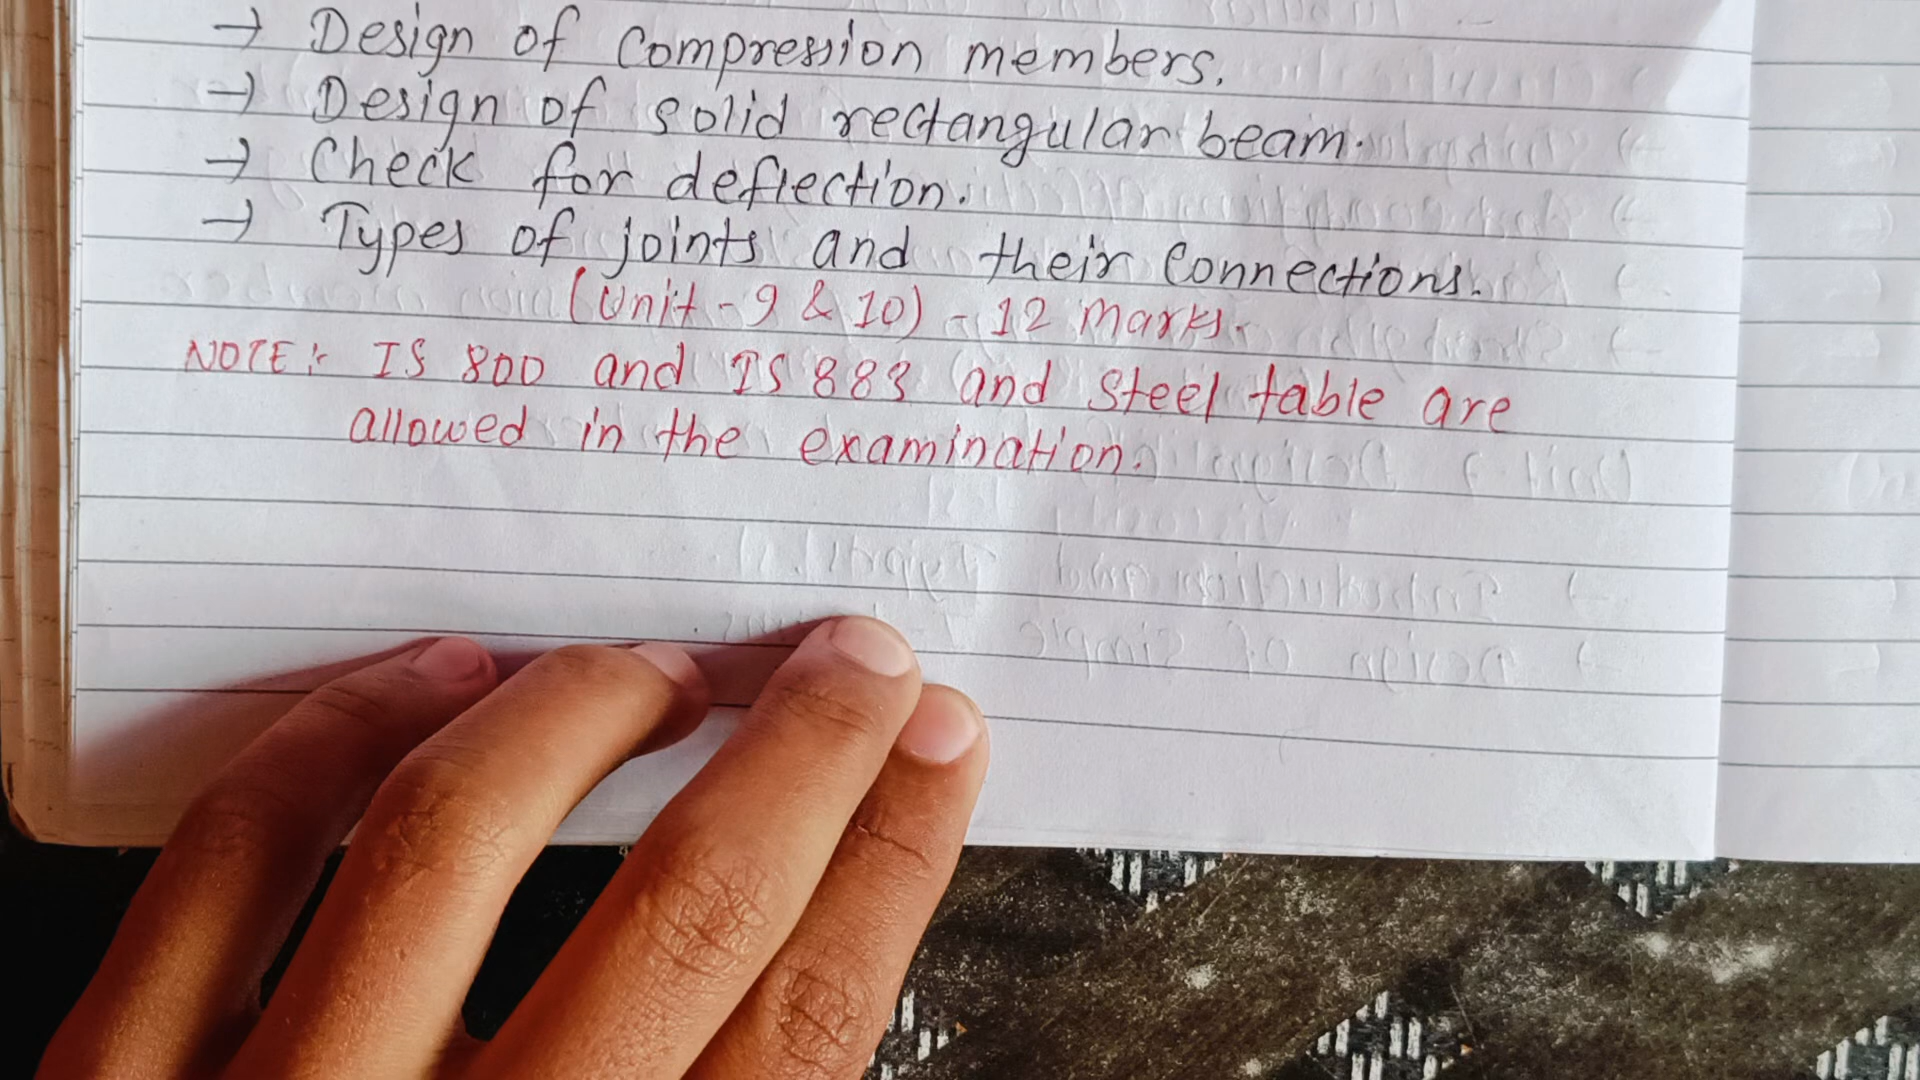 → Design of Compression members.
→ Design of solid rectangular beam.
→ Check for deflection.
→ Types of joints and their Connections.
(Unit - 9 & 10) - 12 Marks.
NOTE:- IS 800 and IS 883 and Steel table are
allowed in the examination.